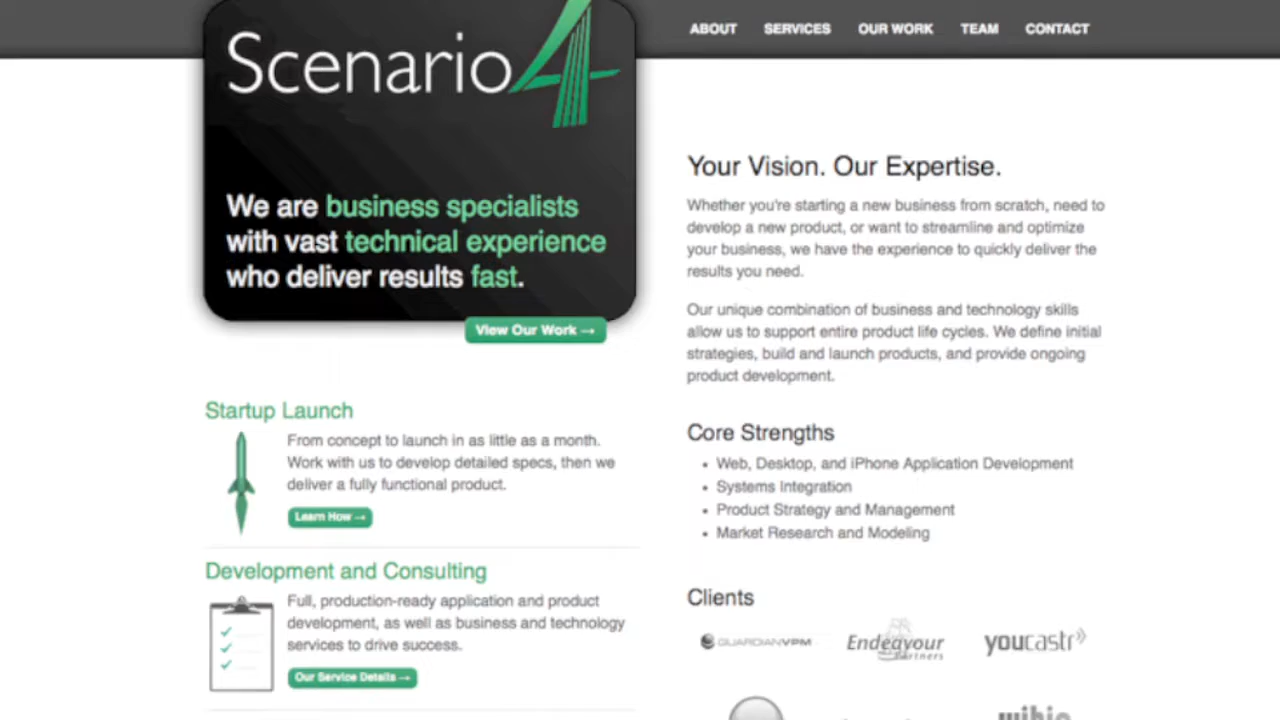 Scenario4
ABOUT SERVICES OUR WORK TEAM CONTACT
We are business specialists
with vast technical experience
who deliver results fast.
View Our Work →
Startup Launch
From concept to launch in as little as a month.
Work with us to develop detailed specs, then we
deliver a fully functional product.
Learn How →
Development and Consulting
Full, production-ready application and product
development, as well as business and technology
services to drive success.
Our Service Details →
Your Vision. Our Expertise.
Whether you're starting a new business from scratch, need to
develop a new product, or want to streamline and optimize
your business, we have the experience to quickly deliver the
results you need.
Our unique combination of business and technology skills
allow us to support entire product life cycles. We define initial
strategies, build and launch products, and provide ongoing
product development.
Core Strengths
• Web, Desktop, and iPhone Application Development
• Systems Integration
• Product Strategy and Management
• Market Research and Modeling
Clients
GUARDIANVPM Endeavour Partners youcastr